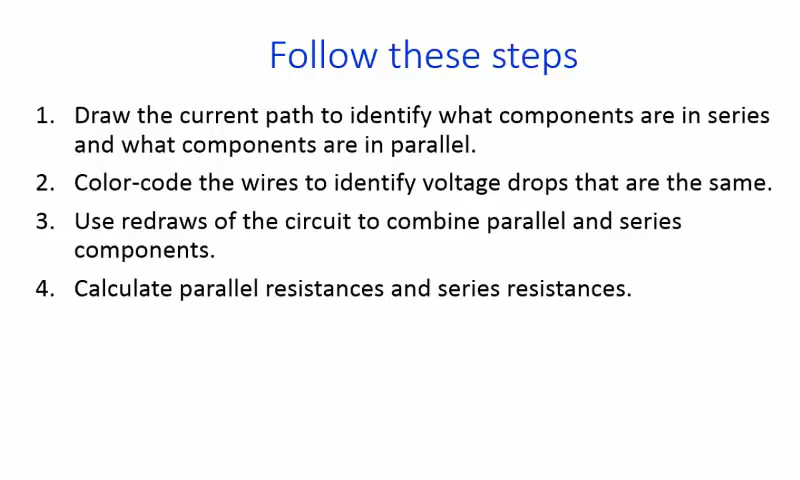 Follow these steps
1. Draw the current path to identify what components are in series
and what components are in parallel.
2. Color-code the wires to identify voltage drops that are the same.
3. Use redraws of the circuit to combine parallel and series
components.
4. Calculate parallel resistances and series resistances.